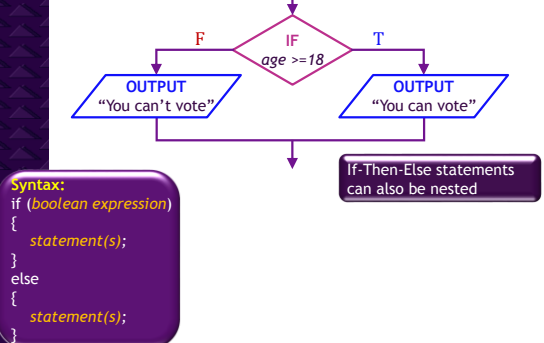 F
IF
T
age >=18
OUTPUT
“You can’t vote”
OUTPUT
“You can vote”
If-Then-Else statements
can also be nested
Syntax:
if (boolean expression)
{
statement(s);
}
else
{
statement(s);
}